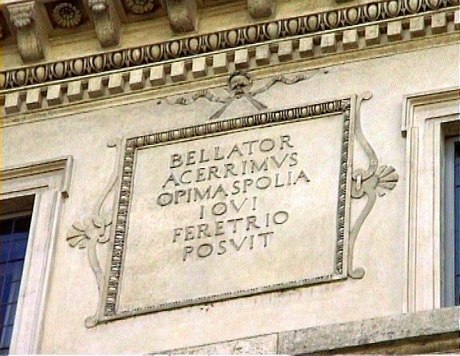 BELLATOR
ACERRIMVS
OPIMA SPOLIA
IOVI
FERETRIO
POSVIT